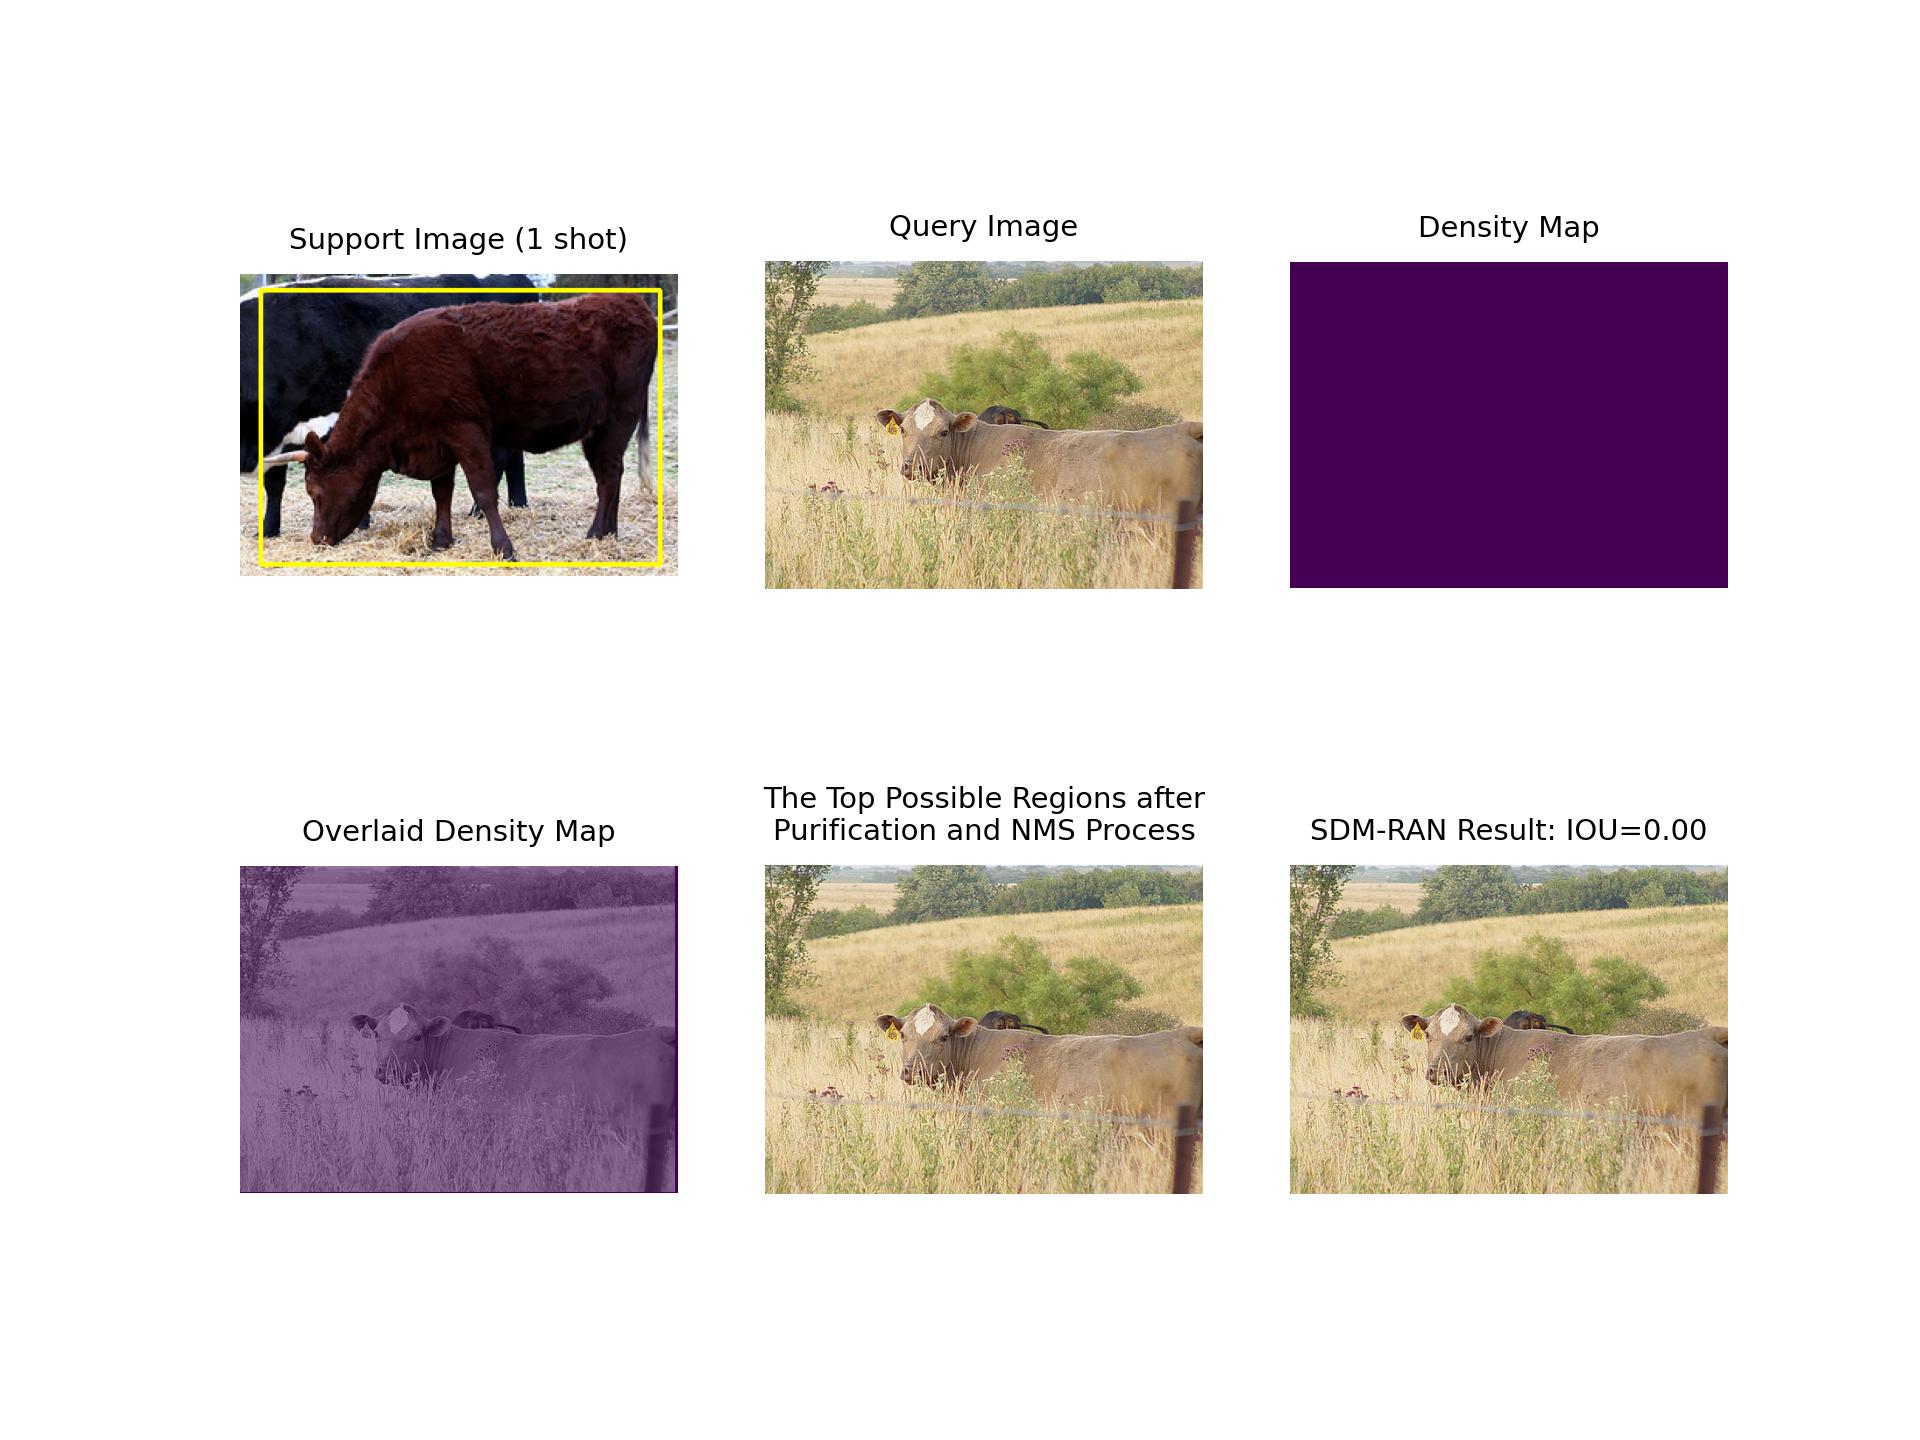 Support Image (1 shot)
Query Image
Density Map
Overlaid Density Map
The Top Possible Regions after
Purification and NMS Process
SDM-RAN Result: IOU=0.00